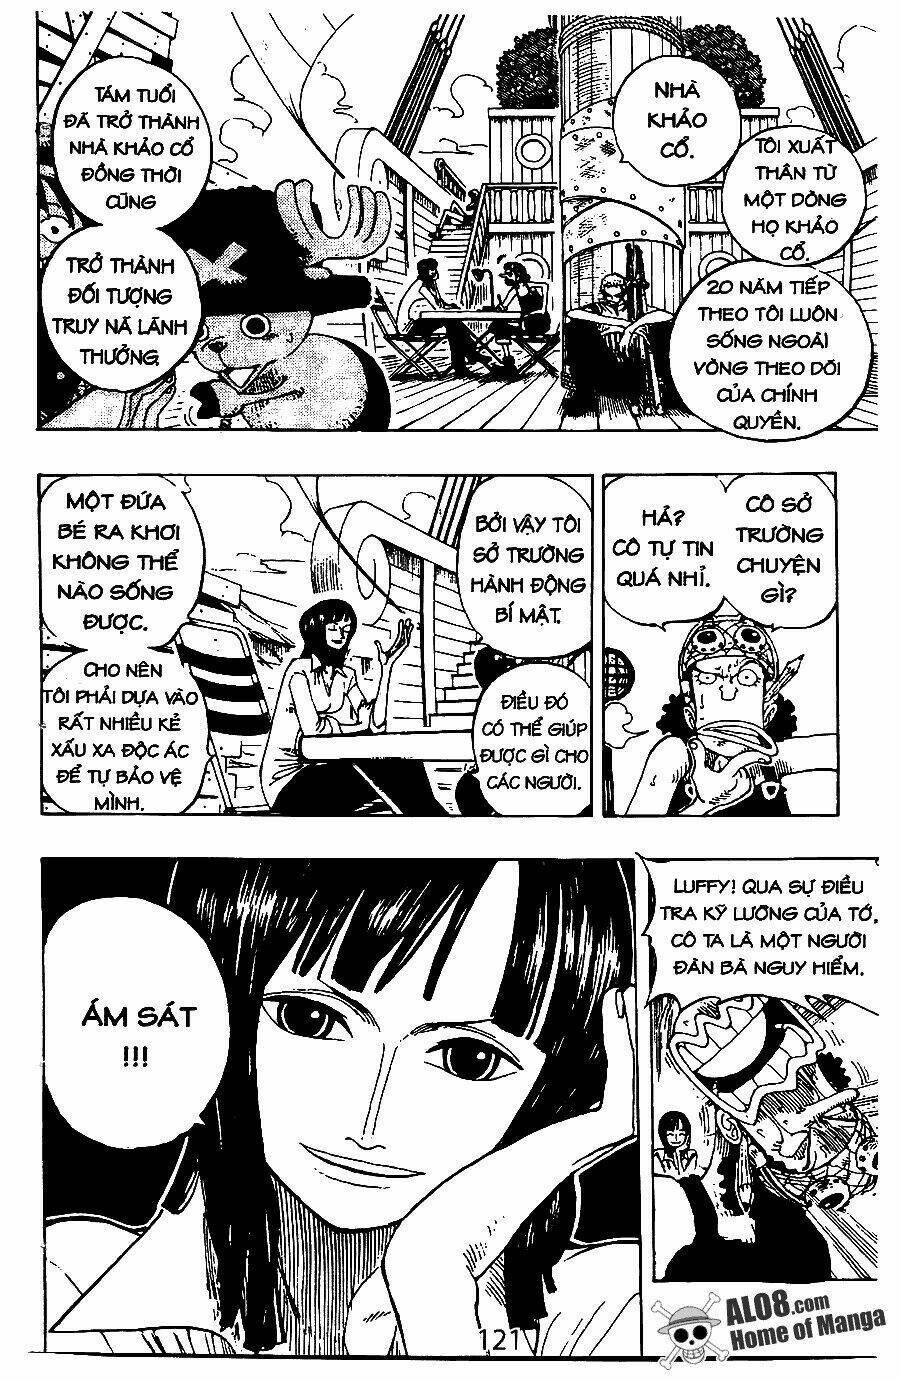 NHÀ
KHẢO
CỔ.
TÔI XUẤT
THÂN TỪ
MỘT DÒNG
HỌ KHẢO
CỔ.
TÁM TUỔI
ĐÃ TRỞ THÀNH
NHÀ KHẢO CỔ
ĐỒNG THỜI
CŨNG
TRỞ THÀNH
ĐỐI TƯỢNG
TRUY NÃ LÃNH
THƯỞNG.
20 NĂM TIẾP
THEO TÔI LUÔN
SỐNG NGOÀI
VÒNG THEO DÕI
CỦA CHÍNH
QUYỀN.
MỘT ĐỨA
BÉ RA KHƠI
KHÔNG THỂ
NÀO SỐNG
ĐƯỢC.
CHO NÊN
TÔI PHẢI DỰA VÀO
RẤT NHIỀU KẺ
XẤU XA ĐỘC ÁC
ĐỂ TỰ BẢO VỆ
MÌNH.
BỞI VẬY TÔI
SỞ TRƯỜNG
HÀNH ĐỘNG
BÍ MẬT.
ĐIỀU ĐÓ
CÓ THỂ GIÚP
ĐƯỢC GÌ CHO
CÁC NGƯỜI.
HẢ?
CÔ TỰ TIN
QUÁ NHỈ.
CÔ SỞ
TRƯỜNG
CHUYỆN
GÌ?
ÁM SÁT
!!!
LUFFY! QUA SỰ ĐIỀU
TRA KỸ LƯỠNG CỦA TỚ,
CÔ TA LÀ MỘT NGƯỜI
ĐÀN BÀ NGUY HIỂM.
121
ALO8.com
Home of Manga